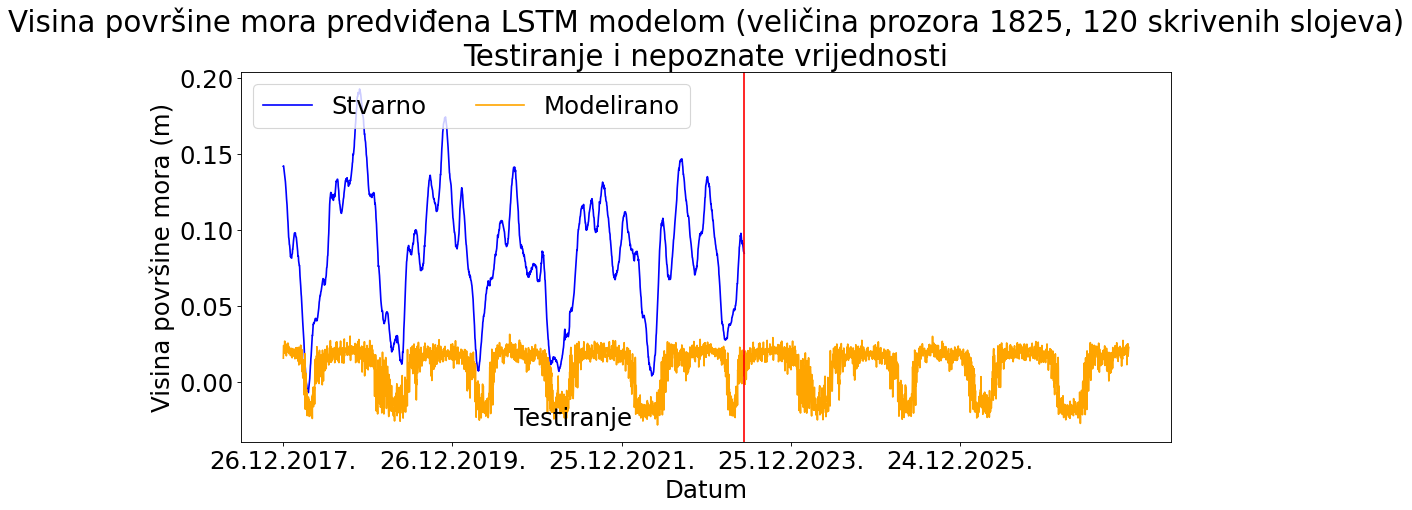 Visina površine mora predviđena LSTM modelom (veličina prozora 1825, 120 skrivenih slojeva)
Testiranje i nepoznate vrijednosti
Stvarno Modelirano
Visina površine mora (m)
0.20
0.15
0.10
0.05
0.00
Testiranje
26.12.2017. 26.12.2019. 25.12.2021. 25.12.2023. 24.12.2025.
Datum